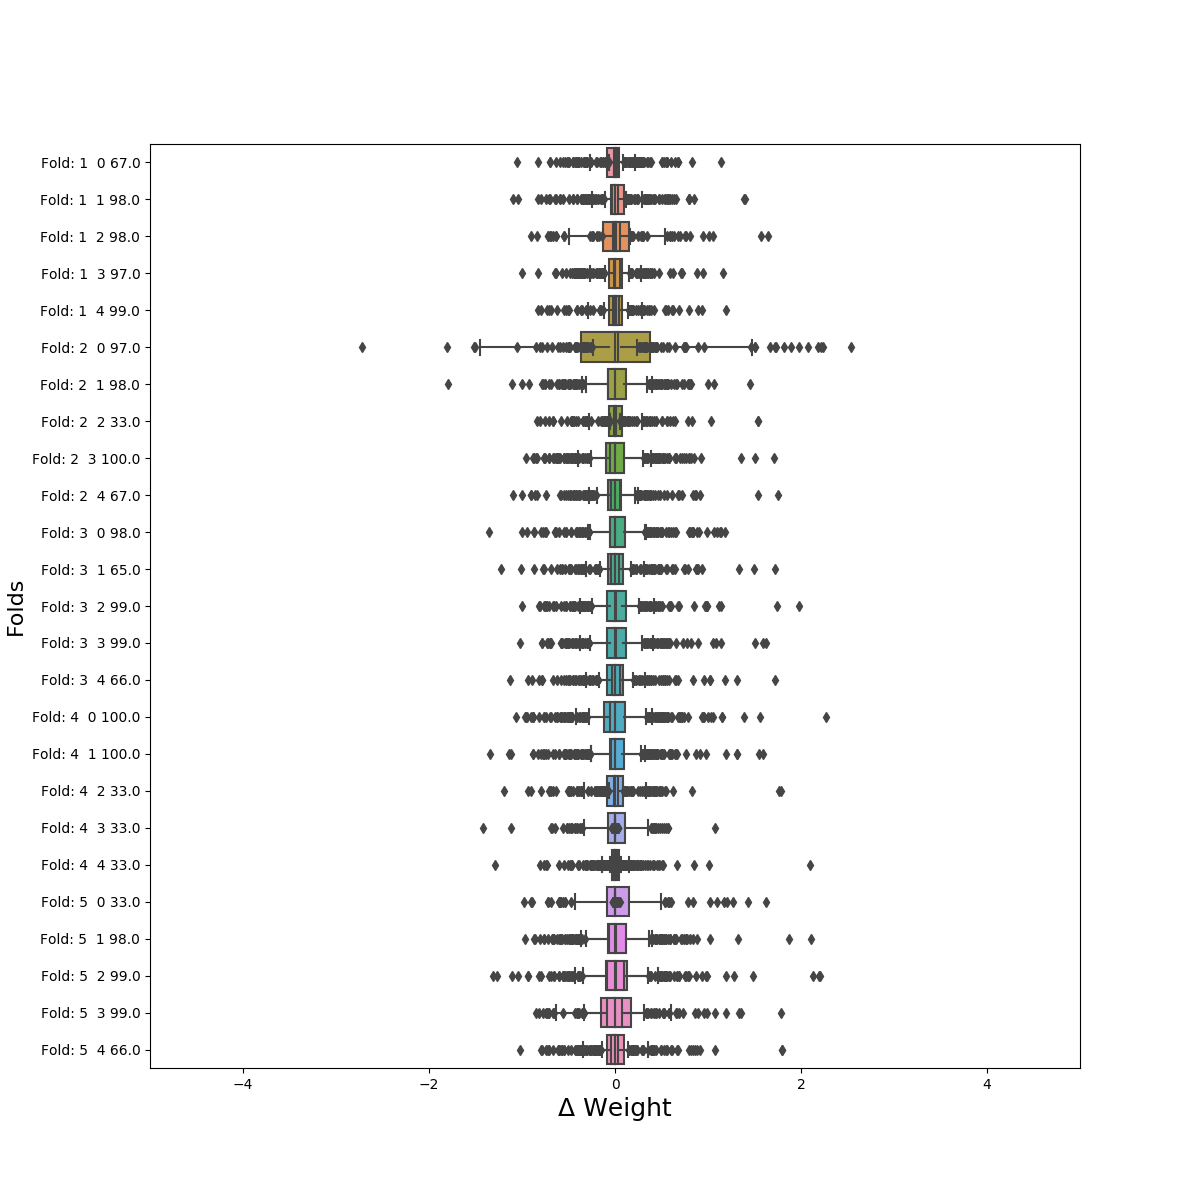 Fold: 1  0 67.0
Fold: 1  1 98.0
Fold: 1  2 98.0
Fold: 1  3 97.0
Fold: 1  4 99.0
Fold: 2  0 97.0
Fold: 2  1 98.0
Fold: 2  2 33.0
Fold: 2  3 100.0
Fold: 2  4 67.0
Fold: 3  0 98.0
Fold: 3  1 65.0
Fold: 3  2 99.0
Fold: 3  3 99.0
Fold: 3  4 66.0
Fold: 4  0 100.0
Fold: 4  1 100.0
Fold: 4  2 33.0
Fold: 4  3 33.0
Fold: 4  4 33.0
Fold: 5  0 33.0
Fold: 5  1 98.0
Fold: 5  2 99.0
Fold: 5  3 99.0
Fold: 5  4 66.0
Folds
−4 −2 0 2 4
Δ Weight